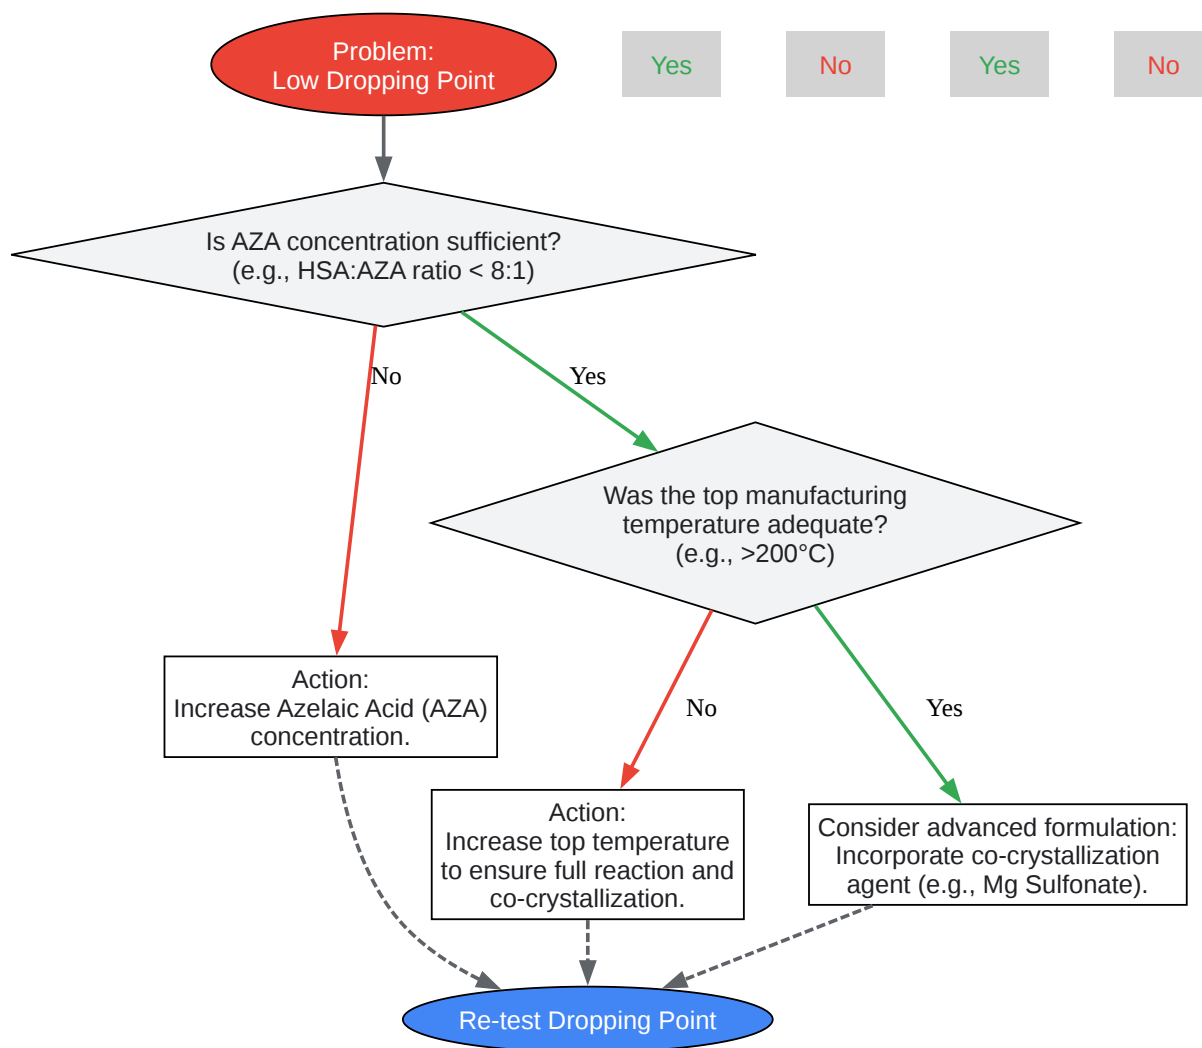 Problem:
Low Dropping Point
Yes
No
Yes
No
Is AZA concentration sufficient?
(e.g., HSA:AZA ratio < 8:1)
No
Yes
Was the top manufacturing
temperature adequate?
(e.g., >200°C)
Action:
Increase Azelaic Acid (AZA)
concentration.
No
Yes
Action:
Increase top temperature
to ensure full reaction and
co-crystallization.
Consider advanced formulation:
Incorporate co-crystallization
agent (e.g., Mg Sulfonate).
Re-test Dropping Point